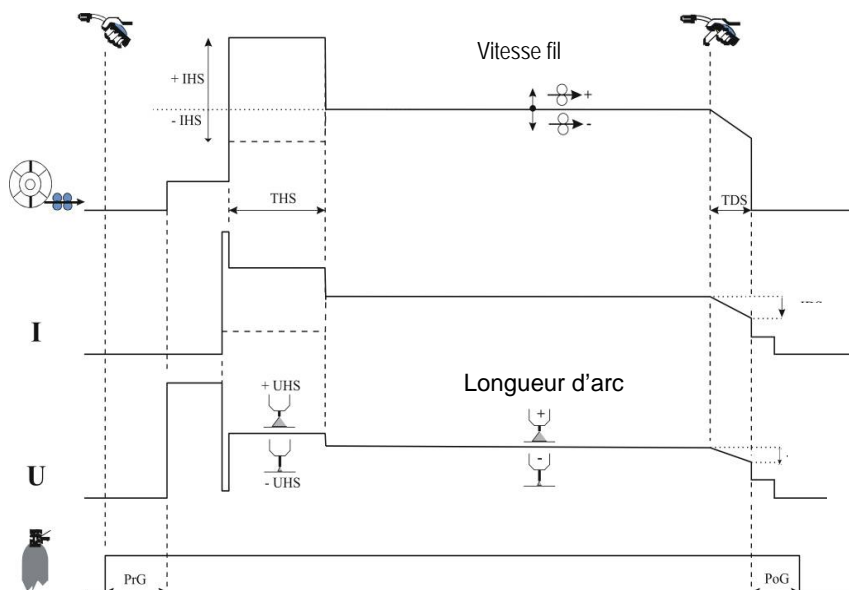 Vitesse fil
+ IHS
+
- IHS
-
THS
TDS
I
+ UHS
Longueur d'arc
+
-
U
- UHS
PrG
PoG